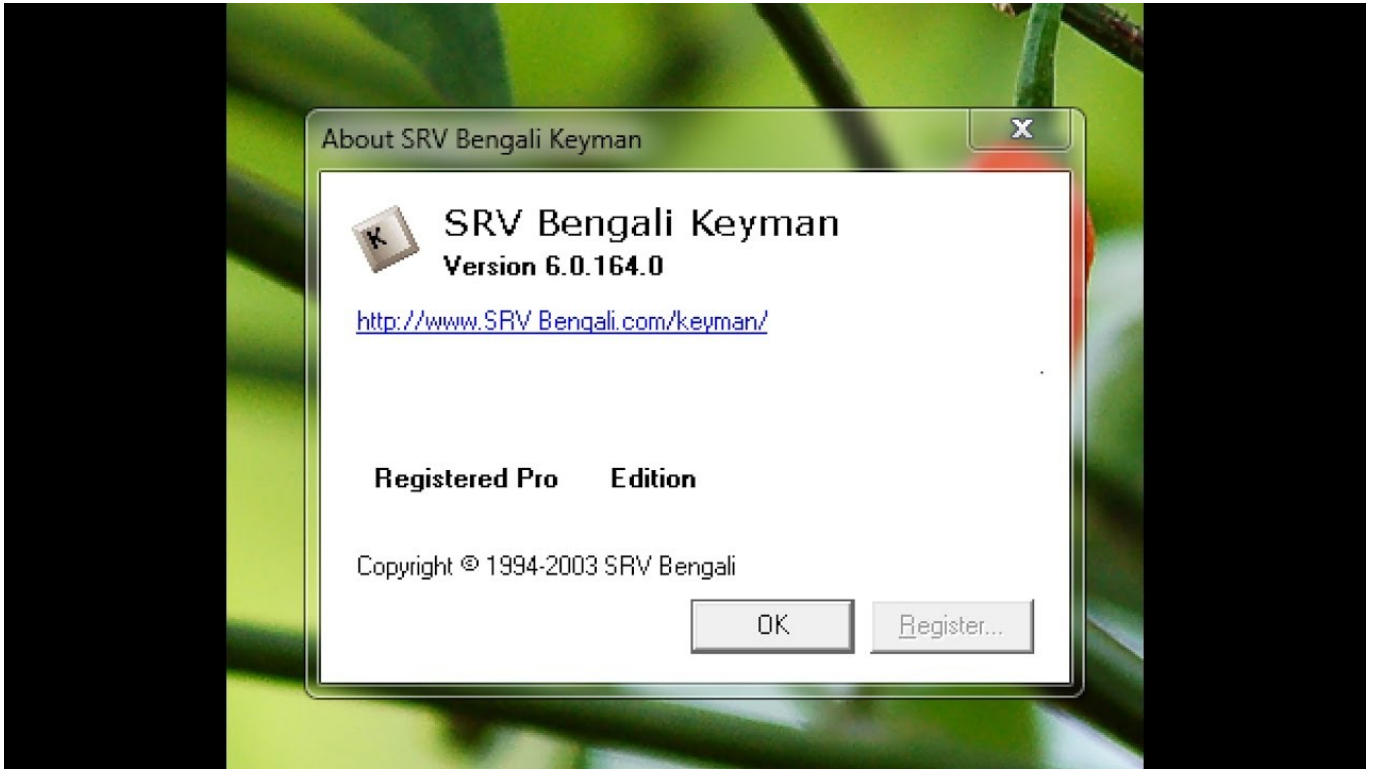 About SRV Bengali Keyman
X
K
SRV Bengali Keyman
Version 6.0.164.0
http://www.SRV Bengali.com/keyman/
Registered Pro Edition
Copyright © 1994-2003 SRV Bengali
OK
Register...